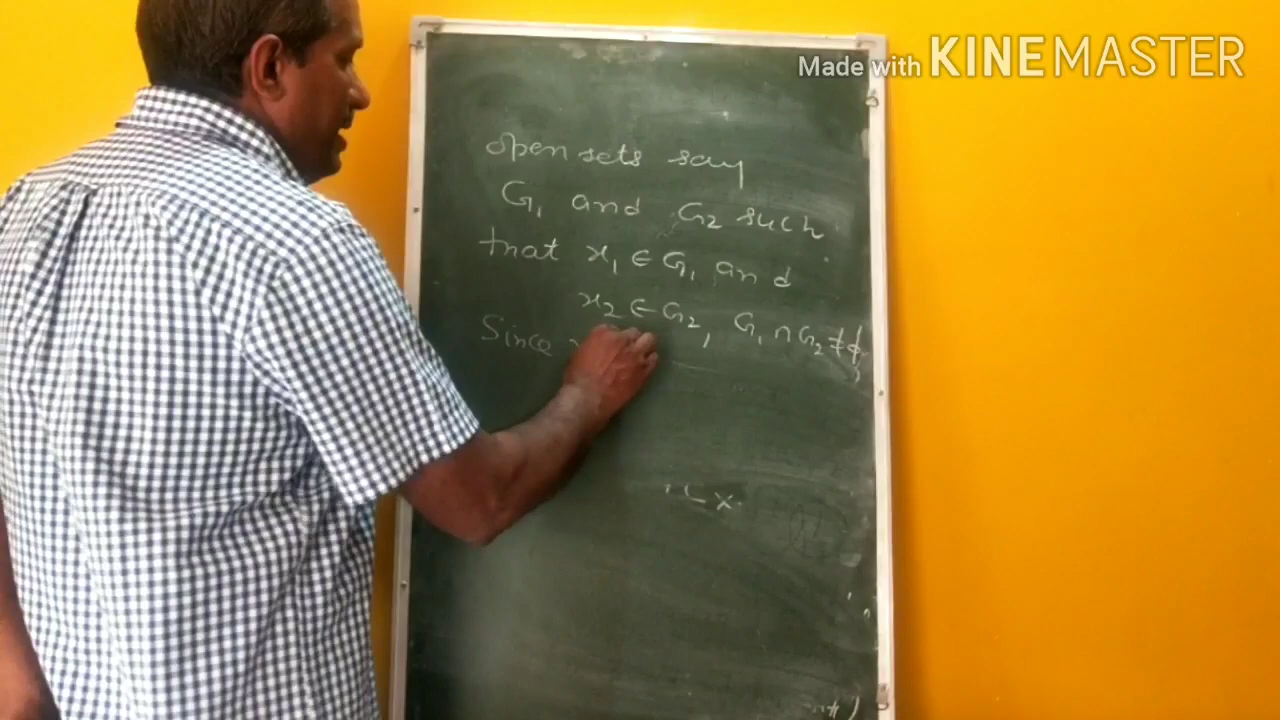 Made with KINEMASTER
open sets say
G₁ and G₂ such
that x₁ ∈ G₁ and
x₂ ∈ G₂, G₁ ∩ G₂ ≠ ϕ,
Since